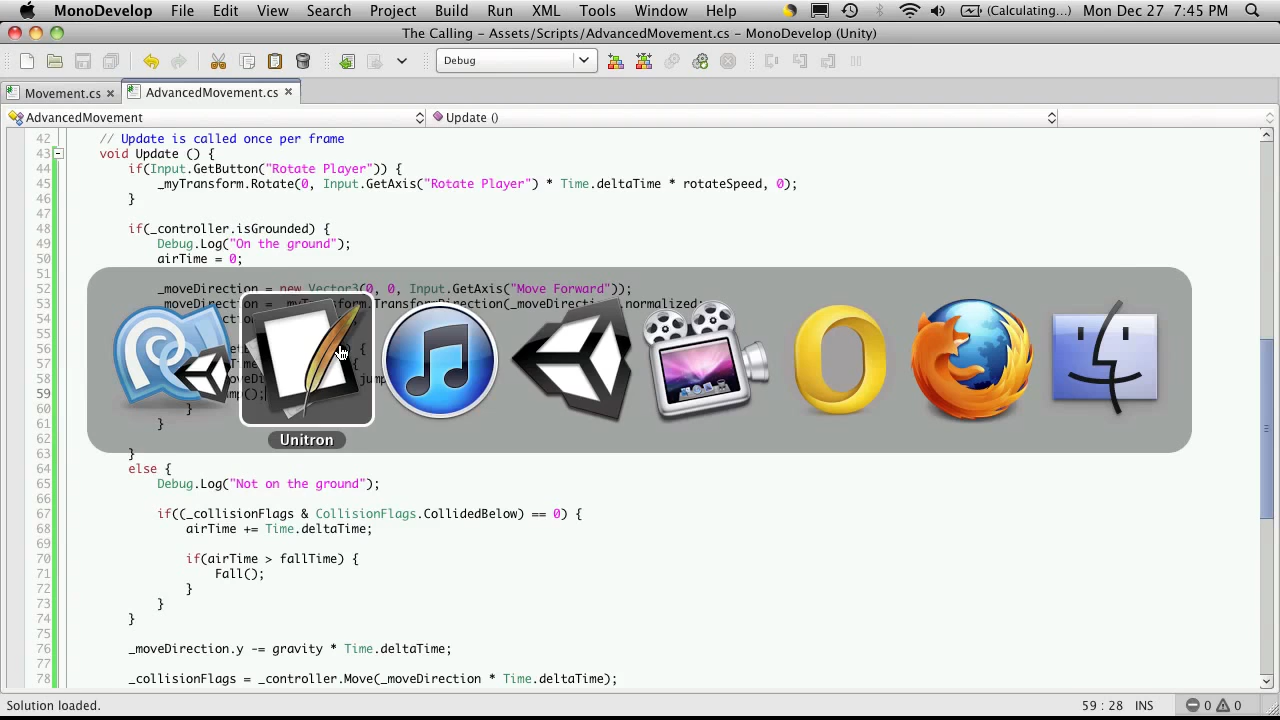 MonoDevelop File Edit View Search Project Build Run XML Tools Window Help (Calculating...) Mon Dec 27 7:45 PM
The Calling - Assets/Scripts/AdvancedMovement.cs - MonoDevelop (Unity)
Debug
Movement.cs AdvancedMovement.cs
AdvancedMovement Update ()
42 // Update is called once per frame
43 void Update () {
44 if(Input.GetButton("Rotate Player")) {
45 _myTransform.Rotate(0, Input.GetAxis("Rotate Player") * Time.deltaTime * rotateSpeed, 0);
46 }
47
48 if(_controller.isGrounded) {
49 Debug.Log("On the ground");
50 airTime = 0;
51
52 _moveDirection = new Vector3(0, 0, Input.GetAxis("Move Forward"));
53 _moveDirection = _myTransform.TransformDirection(_moveDirection).normalized;
54
55
56 {
57 {
58 jump
59
60 }
61 }
62
63 }
64 else {
65 Debug.Log("Not on the ground");
66
67 if((_collisionFlags & CollisionFlags.CollidedBelow) == 0) {
68 airTime += Time.deltaTime;
69
70 if(airTime > fallTime) {
71 Fall();
72 }
73 }
74 }
75
76 _moveDirection.y -= gravity * Time.deltaTime;
77
78 _collisionFlags = _controller.Move(_moveDirection * Time.deltaTime);
Unitron
Solution loaded. 59 : 28 INS 0 0